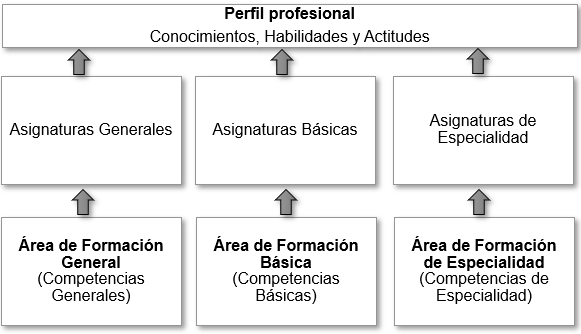 Perfil profesional
Conocimientos, Habilidades y Actitudes
Asignaturas Generales
Asignaturas Básicas
Asignaturas de
Especialidad
Área de Formación
General
(Competencias
Generales)
Área de Formación
Básica
(Competencias
Básicas)
Área de Formación
de Especialidad
(Competencias de
Especialidad)